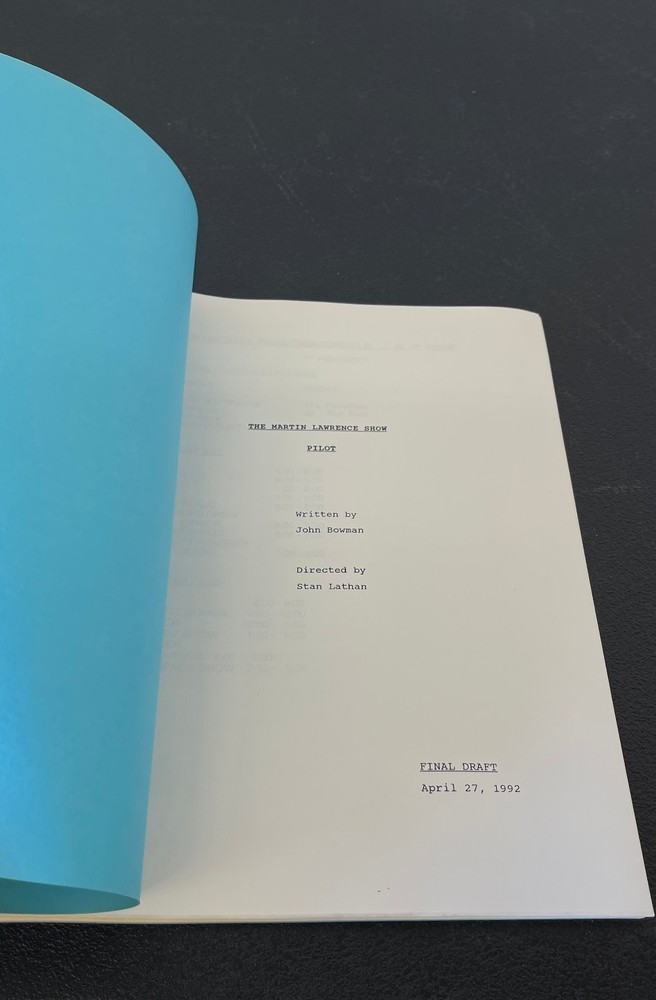 THE MARTIN LAWRENCE SHOW
PILOT
Written by
John Bowman
Directed by
Stan Lathan
FINAL DRAFT
April 27, 1992